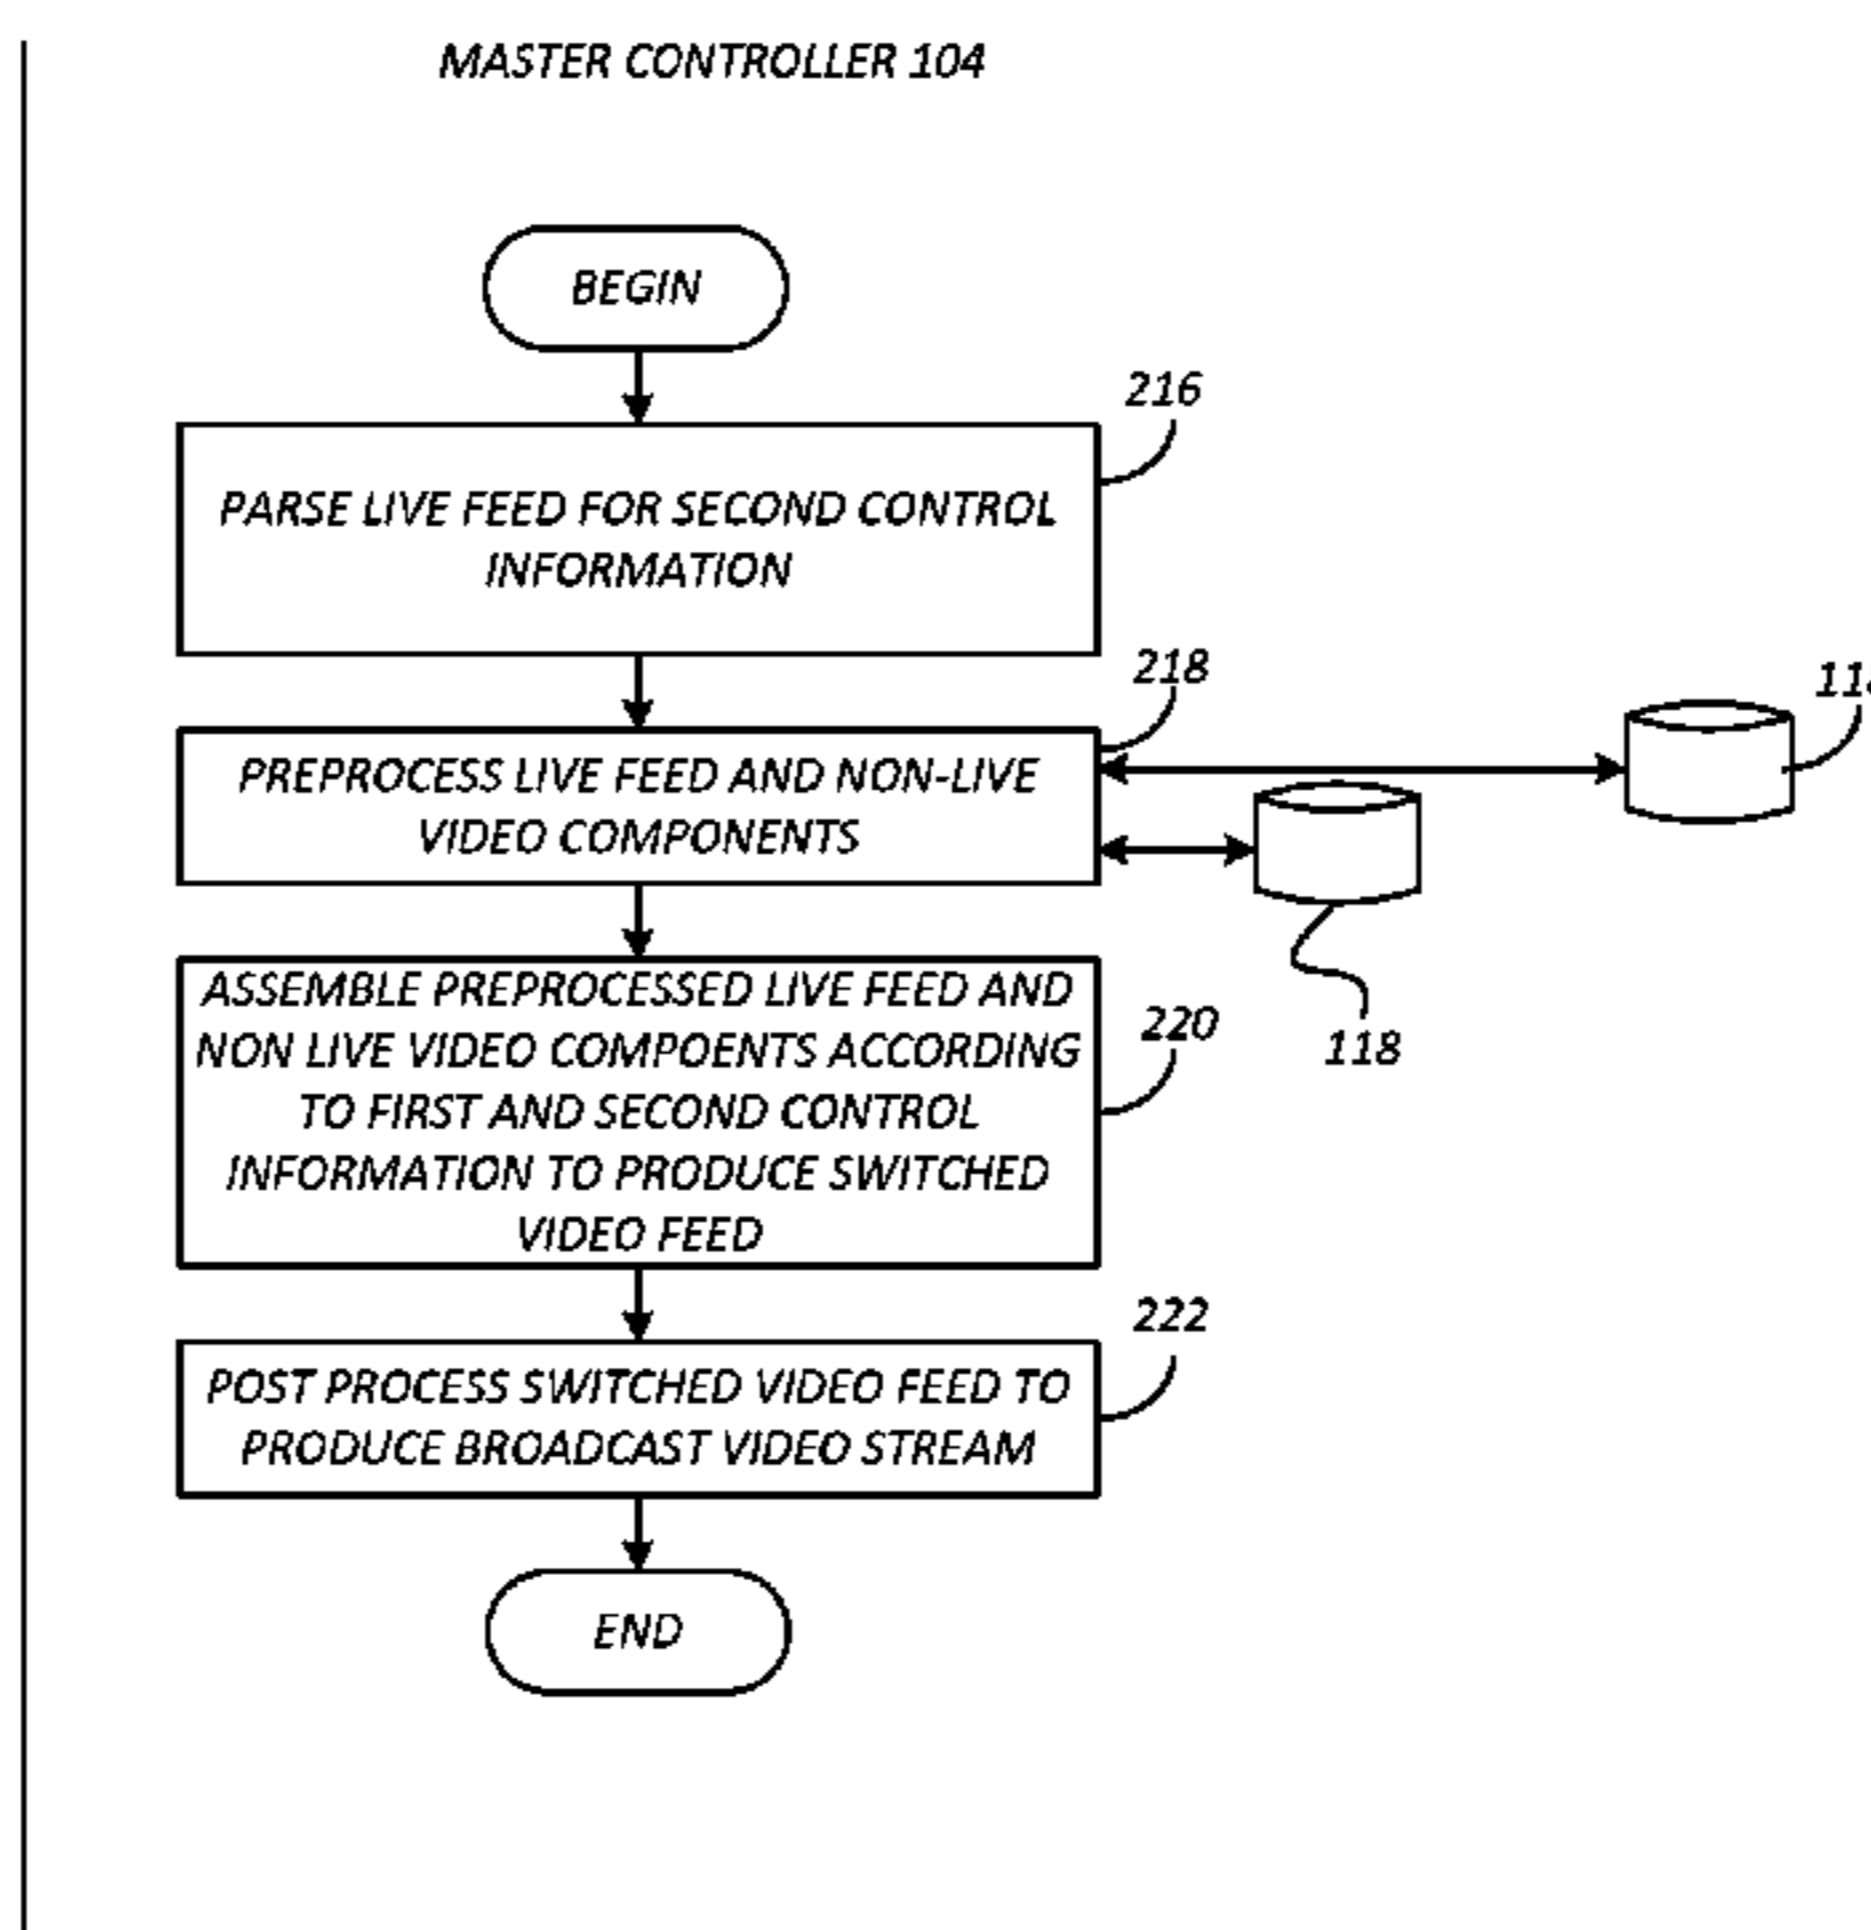 MASTER CONTROLLER 104
BEGIN
216
PARSE LIVE FEED FOR SECOND CONTROL
INFORMATION
218
PREPROCESS LIVE FEED AND NON-LIVE
VIDEO COMPONENTS
118
ASSEMBLE PREPROCESSED LIVE FEED AND
NON LIVE VIDEO COMPOENTS ACCORDING
TO FIRST AND SECOND CONTROL
INFORMATION TO PRODUCE SWITCHED
VIDEO FEED
220
222
POST PROCESS SWITCHED VIDEO FEED TO
PRODUCE BROADCAST VIDEO STREAM
END